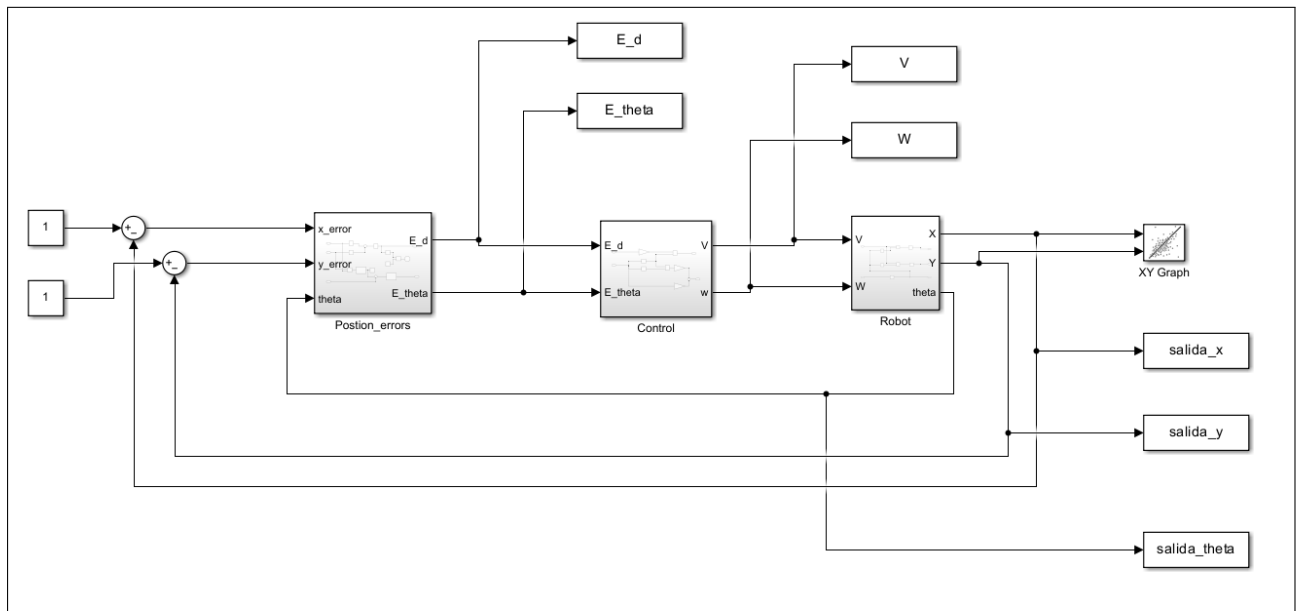 E_d
E_theta
V
W
1
1
+
−
+
−
x_error
y_error
theta
E_d
E_theta
Postion_errors
E_d
E_theta
V
w
Control
V
W
X
Y
theta
Robot
XY Graph
salida_x
salida_y
salida_theta